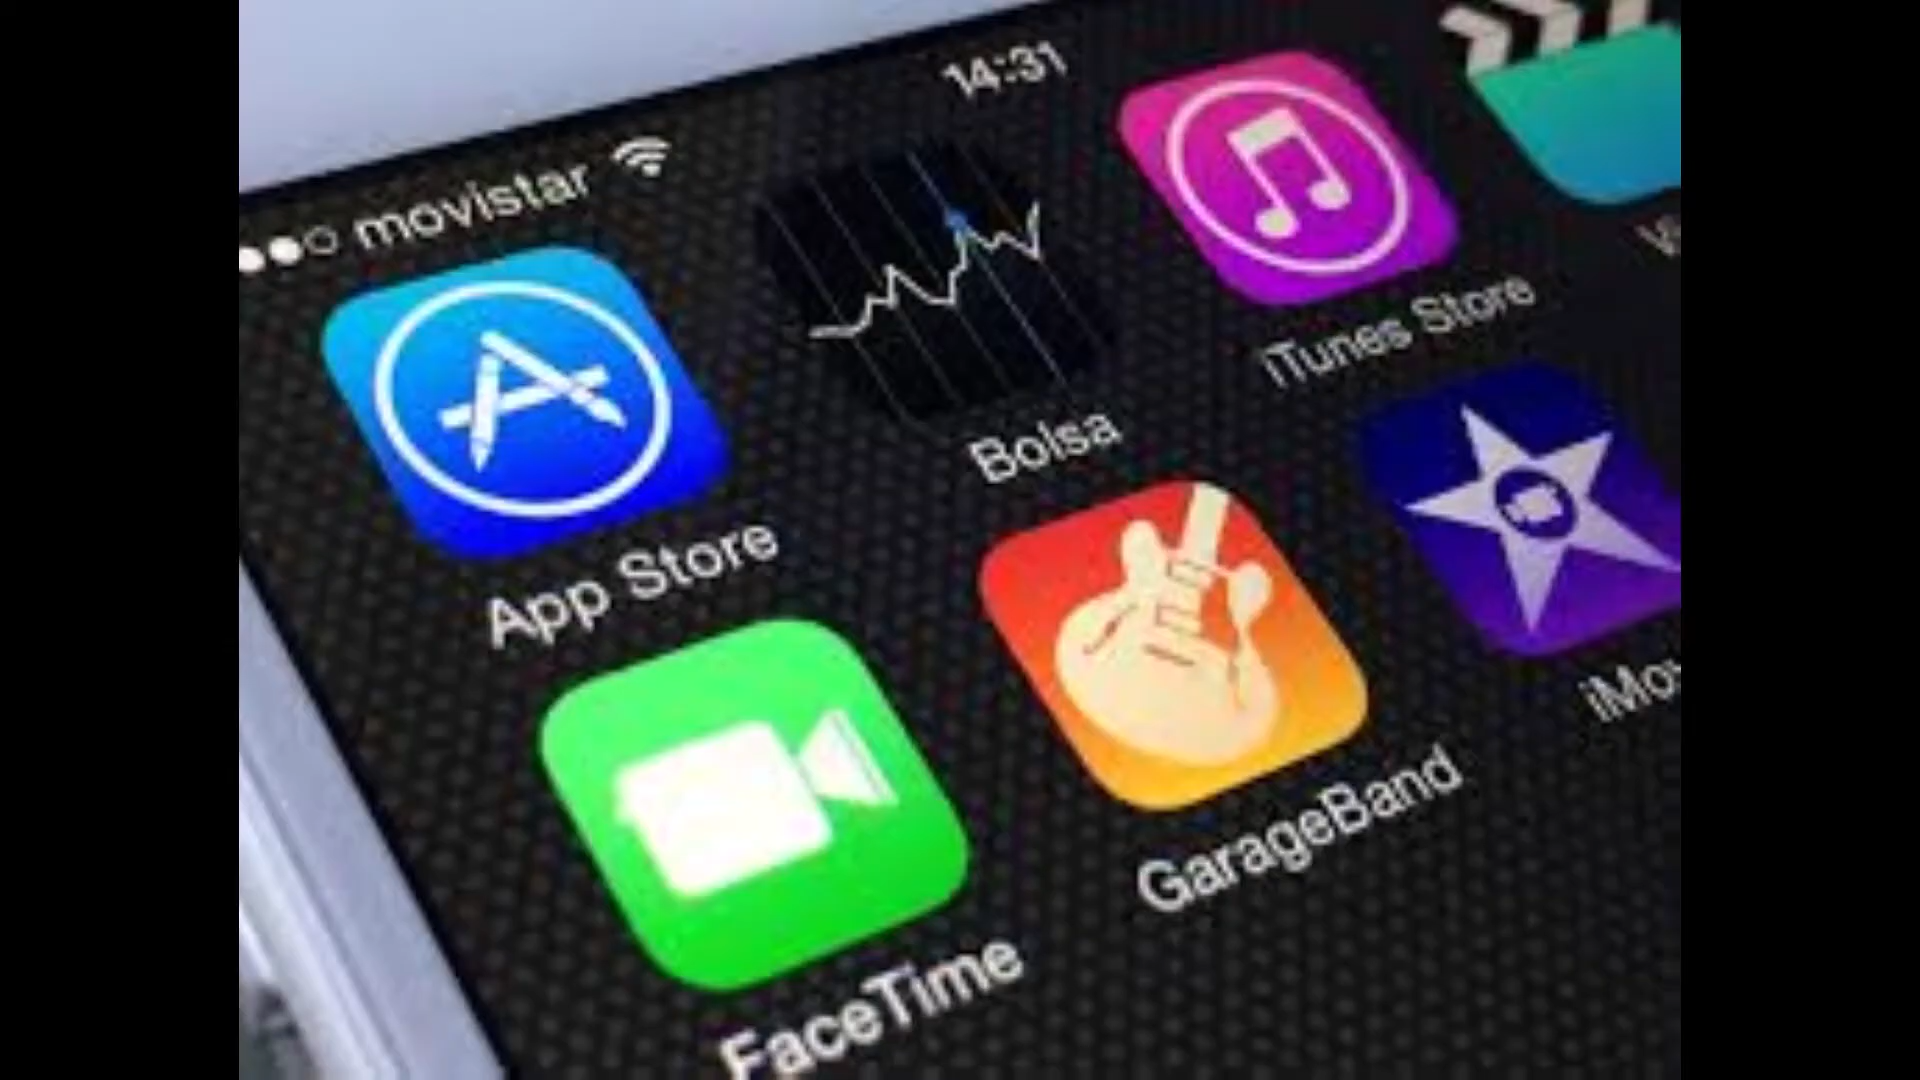 14:31
movistar
App Store
Bolsa
iTunes Store
FaceTime
GarageBand